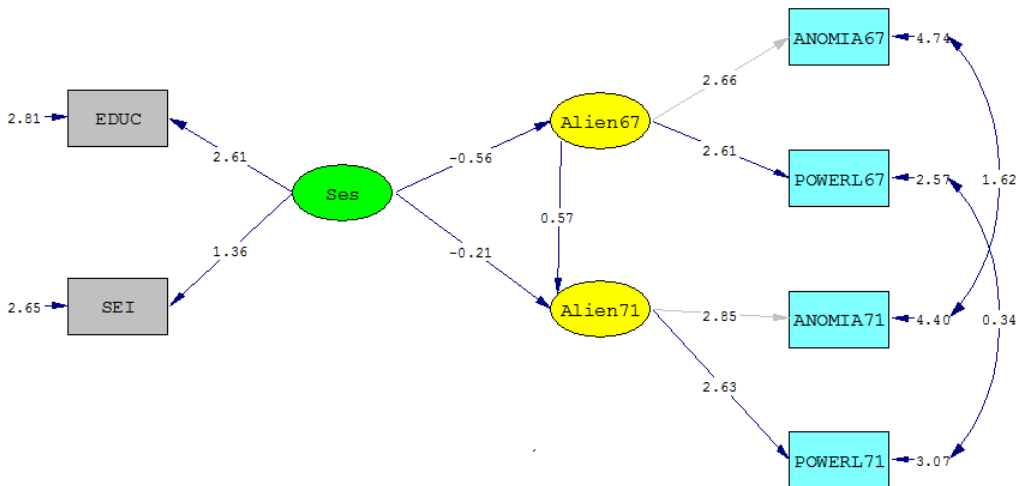 ANOMIA67
4.74
2.66
2.81
EDUC
Alien67
2.61
-0.56
2.61
POWERL67
2.57
1.62
Ses
0.57
1.36
-0.21
2.65
SEI
Alien71
2.85
ANOMIA71
4.40
0.34
2.63
POWERL71
3.07